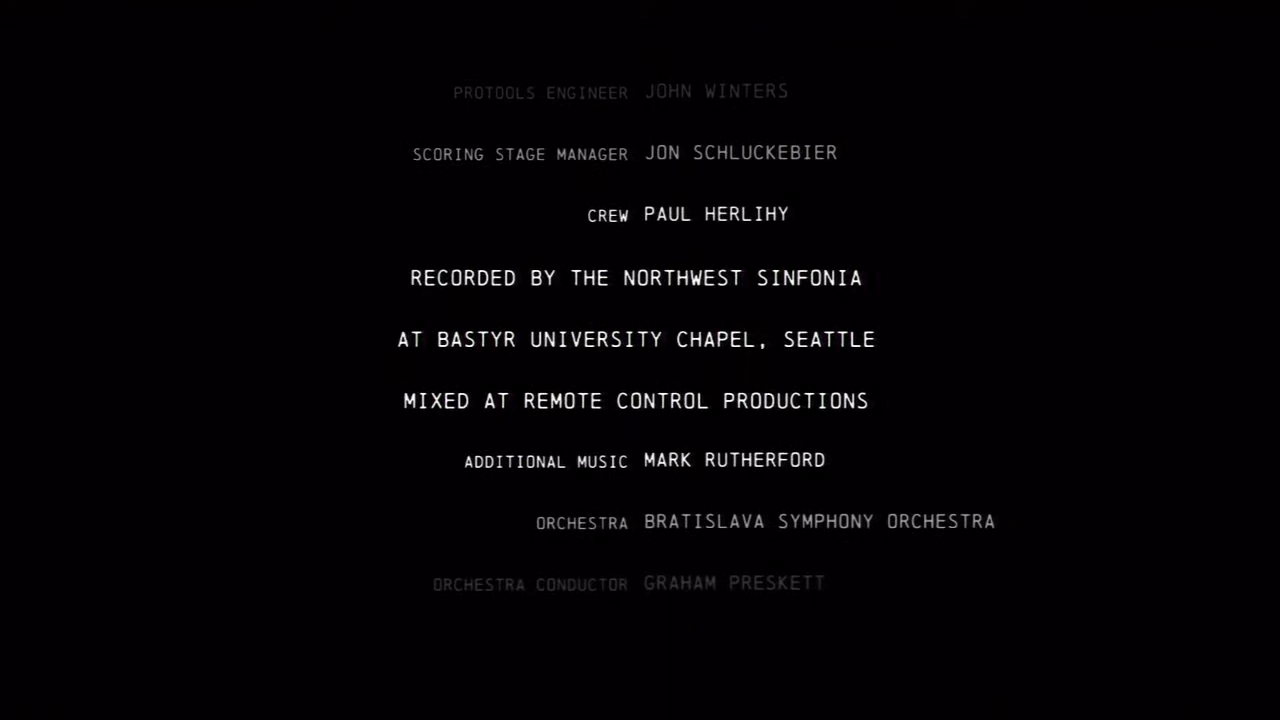 PROTOOLS ENGINEER JOHN WINTERS
SCORING STAGE MANAGER JON SCHLUCKEBIER
CREW PAUL HERLIHY
RECORDED BY THE NORTHWEST SINFONIA
AT BASTYR UNIVERSITY CHAPEL, SEATTLE
MIXED AT REMOTE CONTROL PRODUCTIONS
ADDITIONAL MUSIC MARK RUTHERFORD
ORCHESTRA BRATISLAVA SYMPHONY ORCHESTRA
ORCHESTRA CONDUCTOR GRAHAM PRESKETT